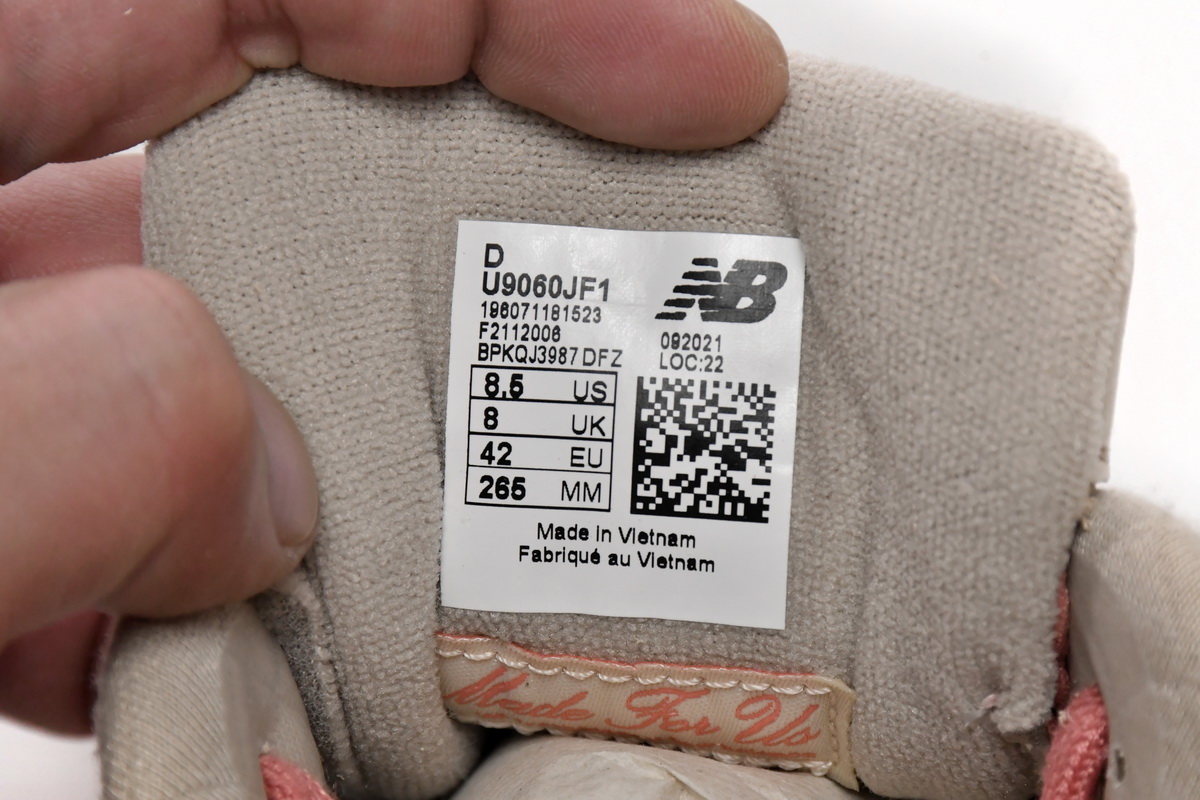 D
U9060JF1
196071181523
F2112006
BPKQJ3987 DFZ
NB
092021
LOC:22
8.5 US
8 UK
42 EU
265 MM
Made in Vietnam
Fabriqué au Vietnam
Made For Us